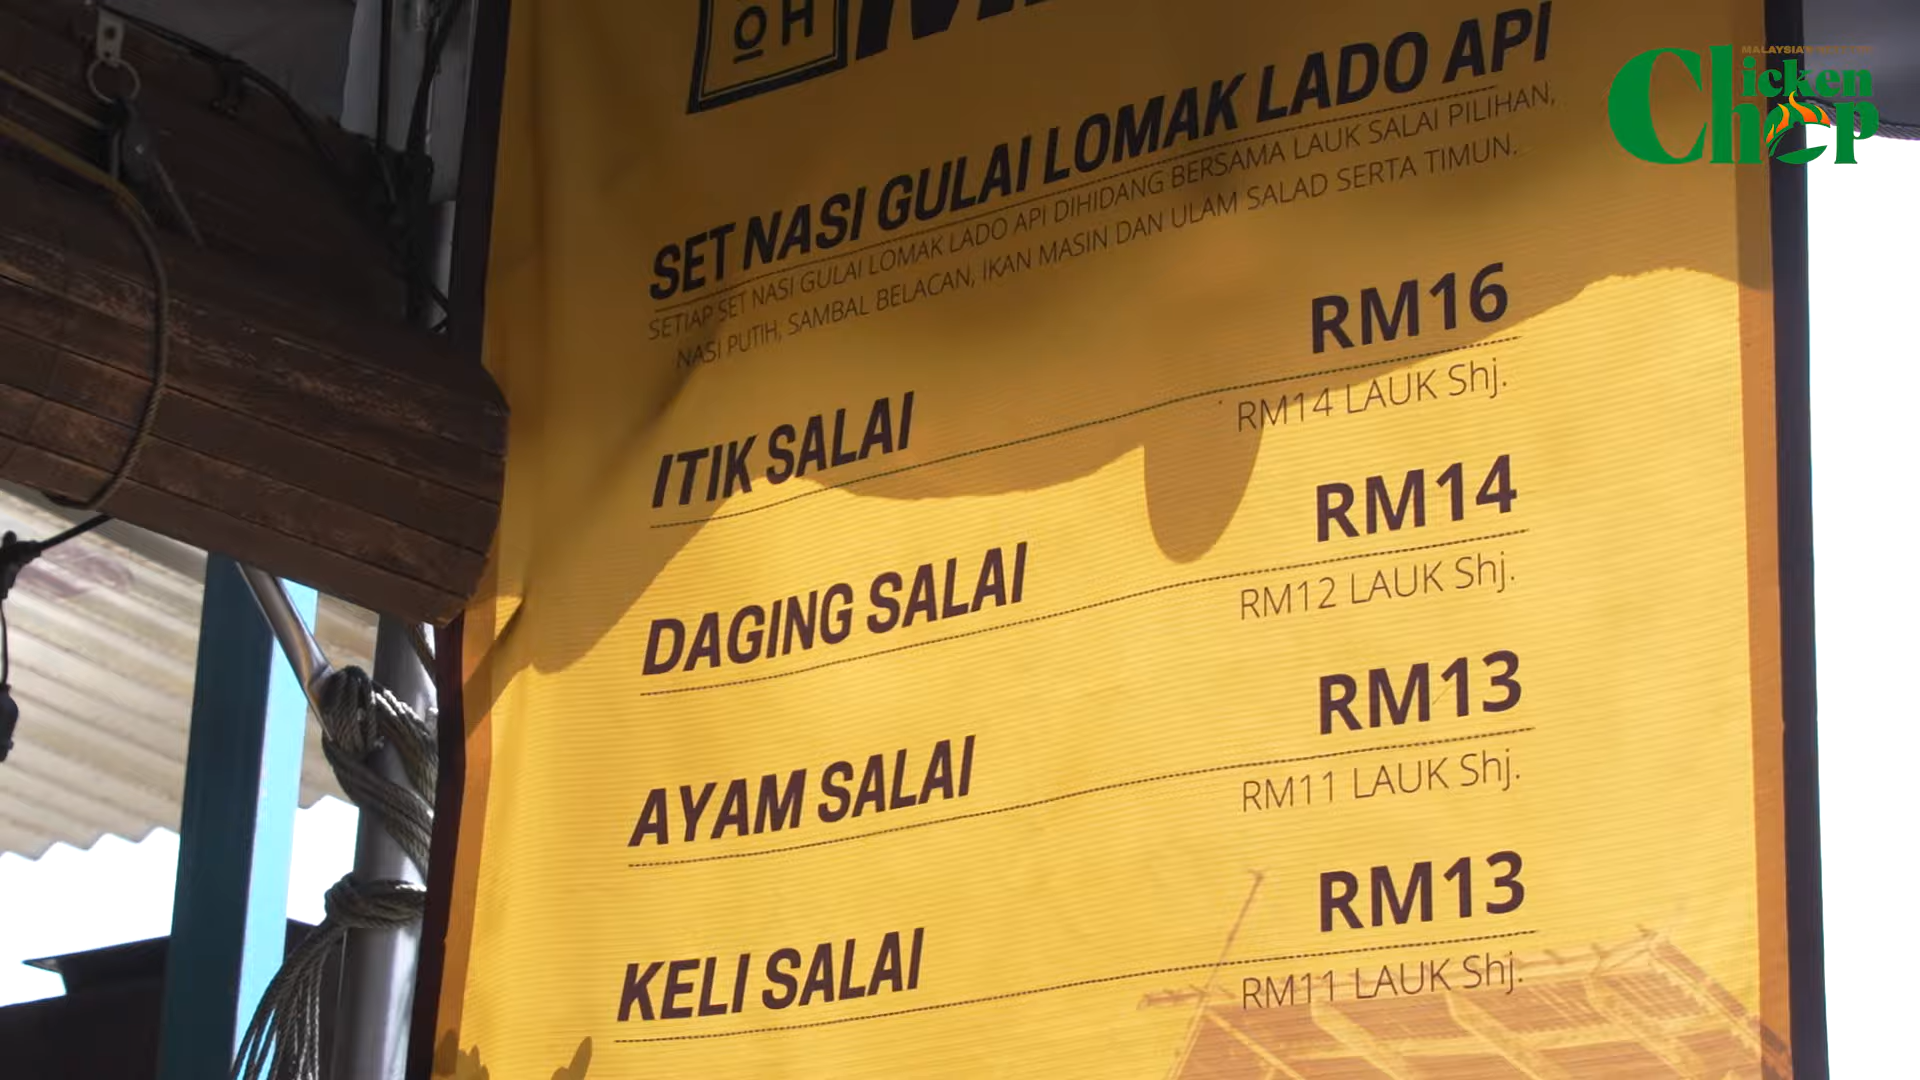 OH
SET NASI GULAI LOMAK LADO API
SETIAP SET NASI GULAI LOMAK LADO API DIHIDANG BERSAMA LAUK SALAI PILIHAN,
NASI PUTIH, SAMBAL BELACAN, IKAN MASIN DAN ULAM SALAD SERTA TIMUN.
ITIK SALAI RM16
RM14 LAUK Shj.
DAGING SALAI RM14
RM12 LAUK Shj.
AYAM SALAI RM13
RM11 LAUK Shj.
KELI SALAI RM13
RM11 LAUK Shj.
Chicken
Chop